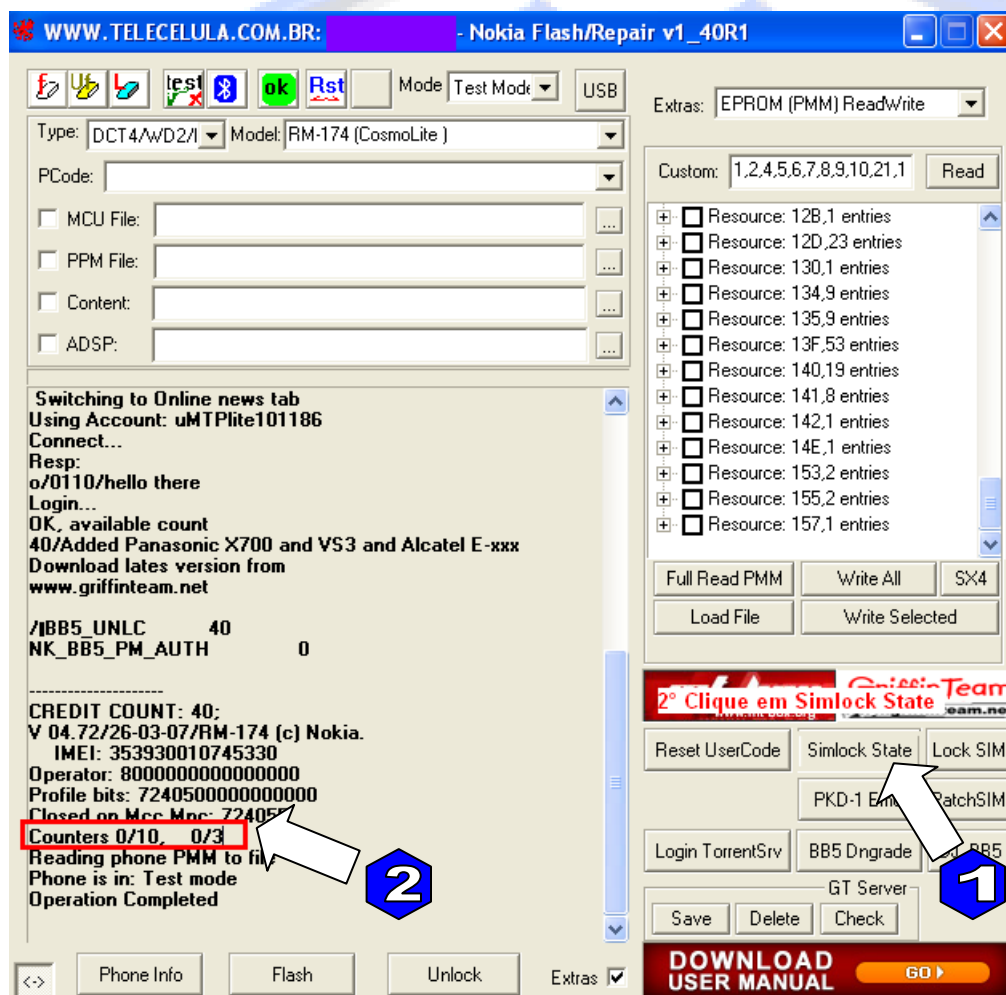 WWW.TELECELULA.COM.BR: - Nokia Flash/Repair v1_40R1
test ok Rst Mode Test Mode USB
Type: DCT4/WD2/I Model: RM-174 (CosmoLite )
PCode:
MCU File: ...
PPM File: ...
Content: ...
ADSP: ...
Switching to Online news tab
Using Account: uMTPlite101186
Connect...
Resp:
o/0110/hello there
Login...
OK, available count
40/Added Panasonic X700 and VS3 and Alcatel E-xxx
Download lates version from
www.griffinteam.net
/BB5_UNLC 40
NK_BB5_PM_AUTH 0
---------------------
CREDIT COUNT: 40;
V 04.72/26-03-07/RM-174 (c) Nokia.
IMEI: 353930010745330
Operator: 8000000000000000
Profile bits: 7240500000000000
Closed on Mcc Mnc:
Counters 0/10, 0/3
Reading phone PMM to
Phone is in: Test mode
Operation Completed
2
<-> Phone Info Flash Unlock Extras
Extras: EPROM (PMM) ReadWrite
Custom: 1,2,4,5,6,7,8,9,10,21,1 Read
Resource: 12B,1 entries
Resource: 12D,23 entries
Resource: 130,1 entries
Resource: 134,9 entries
Resource: 135,9 entries
Resource: 13F,53 entries
Resource: 140,19 entries
Resource: 141,8 entries
Resource: 142,1 entries
Resource: 14E,1 entries
Resource: 153,2 entries
Resource: 155,2 entries
Resource: 157,1 entries
Full Read PMM Write All SX4
Load File Write Selected
GriffinTeam
2° Clique em Simlock State
Reset UserCode Simlock State Lock SIM
PKD-1
Login TorrentSrv BB5 Dngrade BB5
1
GT Server
Save Delete Check
DOWNLOAD
USER MANUAL GO